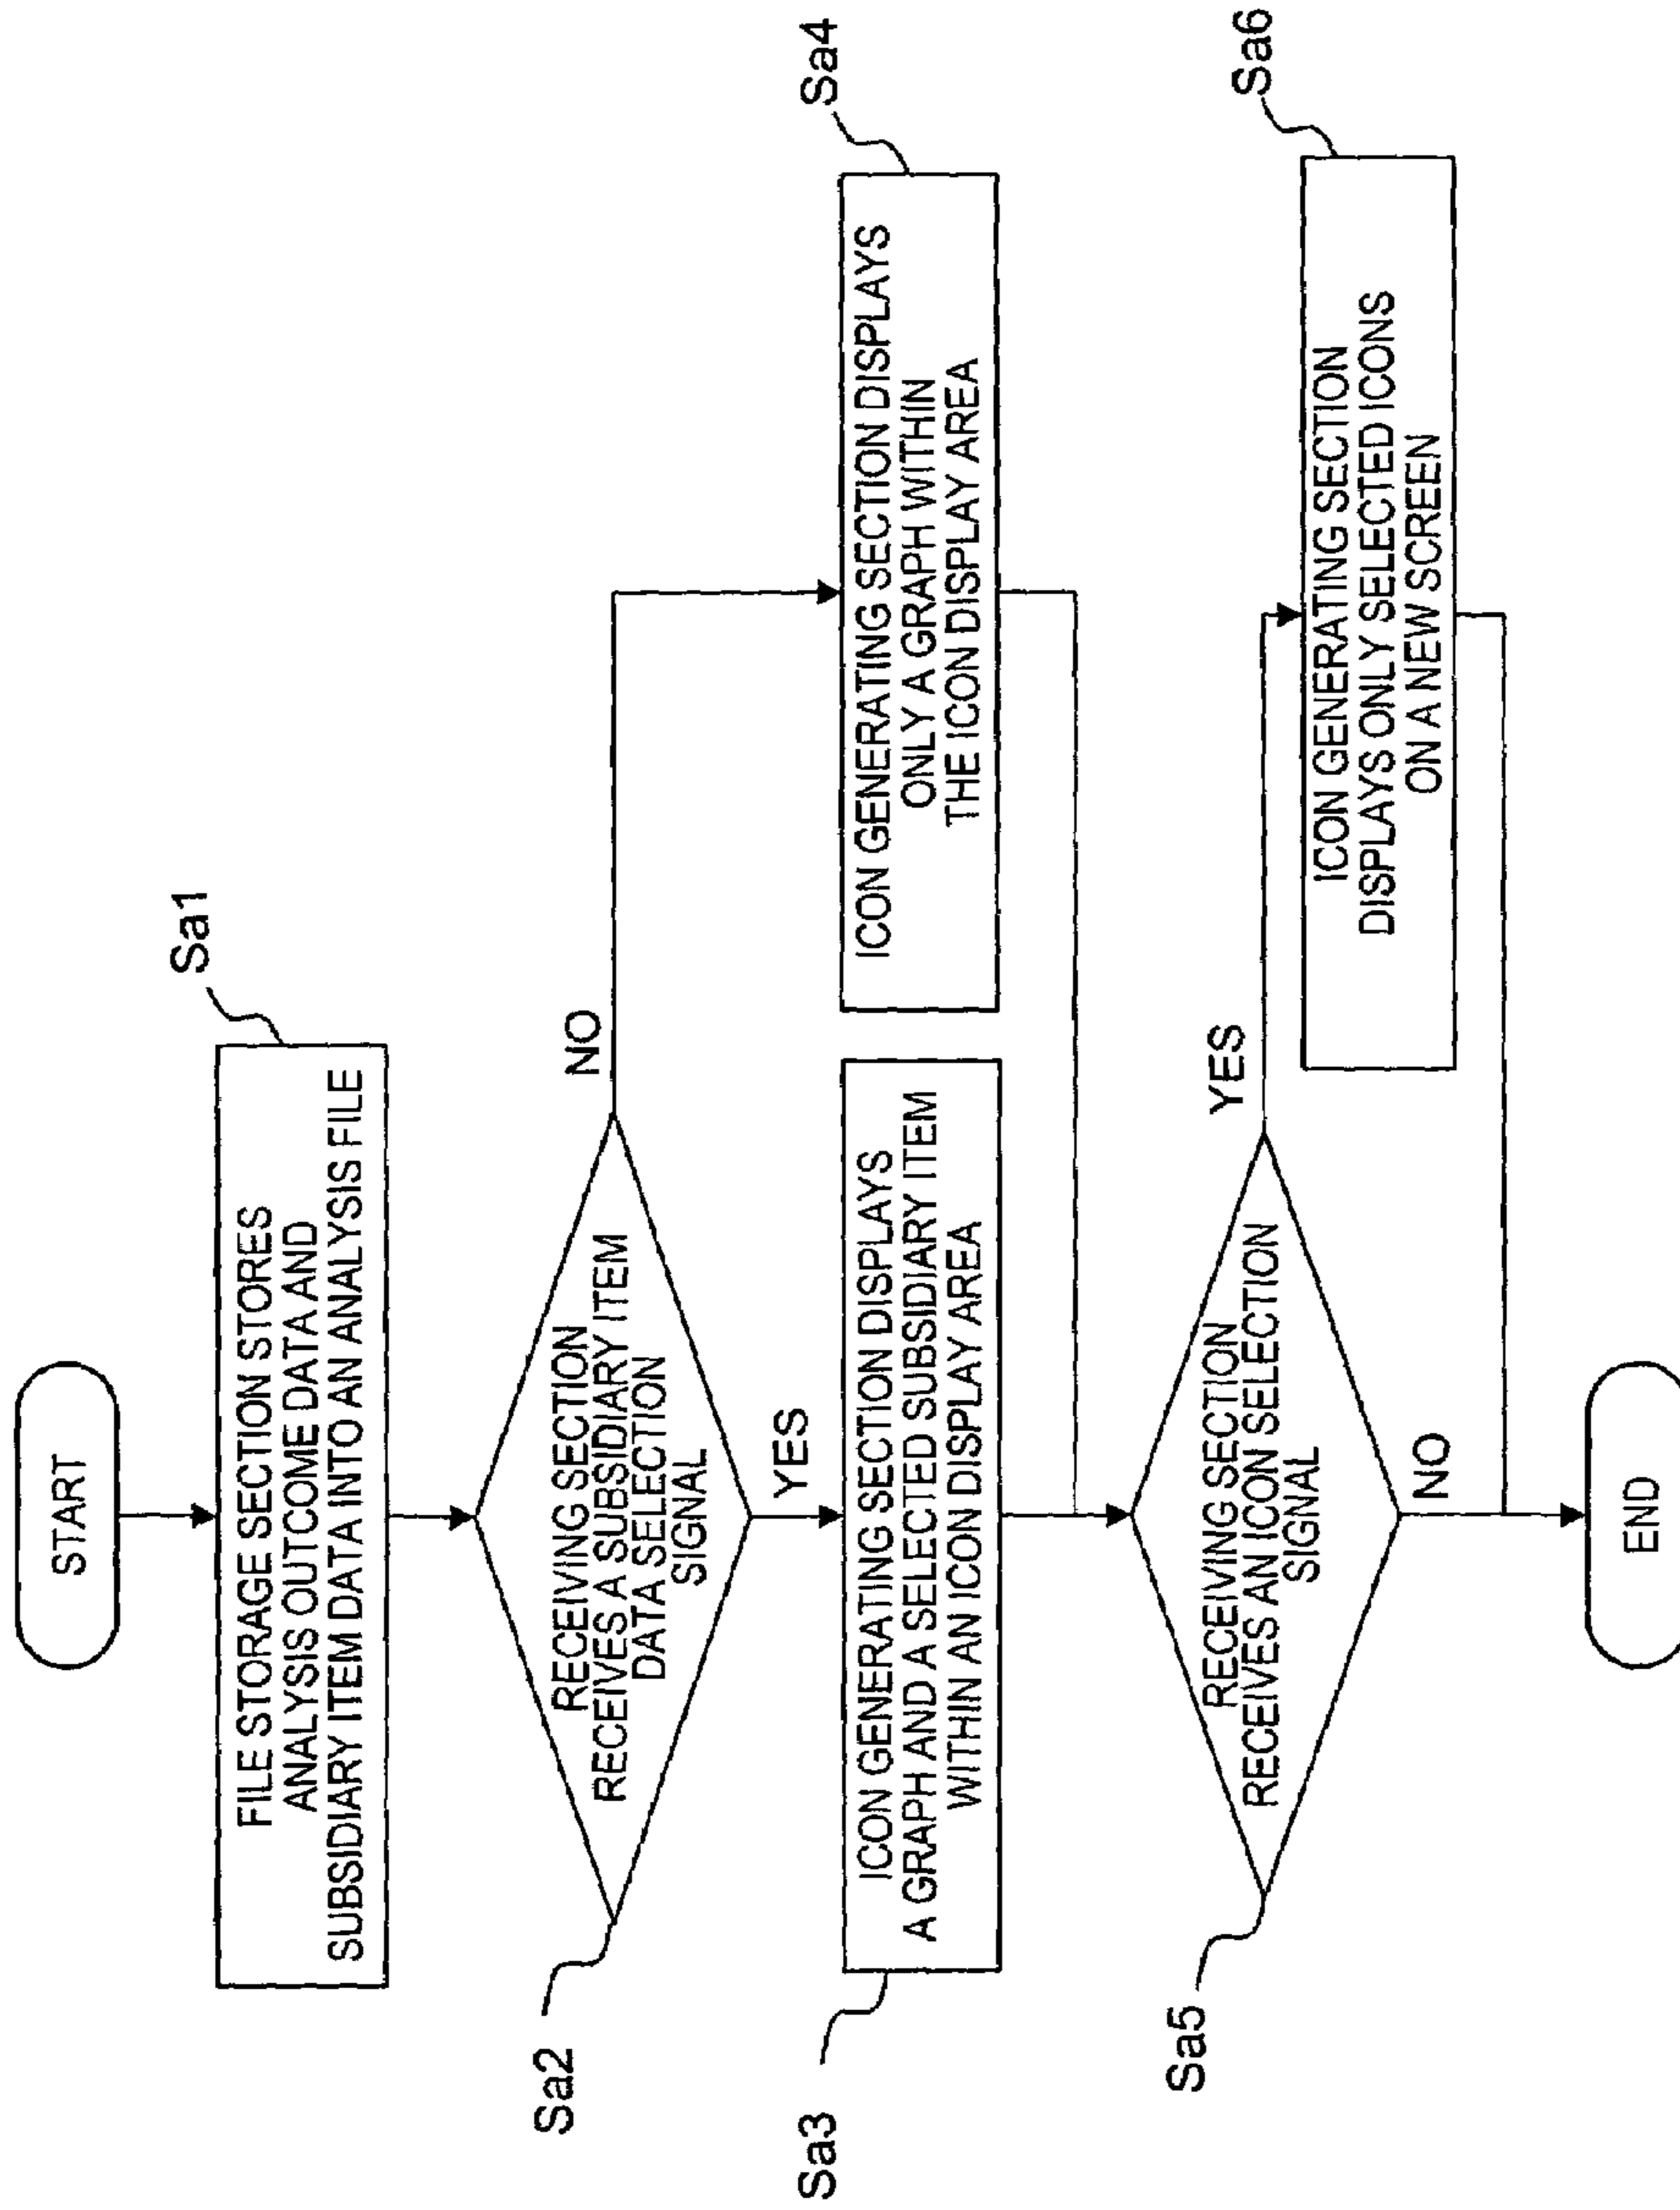 START
Sa1
FILE STORAGE SECTION STORES
ANALYSIS OUTCOME DATA AND
SUBSIDIARY ITEM DATA INTO AN ANALYSIS FILE
Sa2
RECEIVING SECTION
RECEIVES A SUBSIDIARY ITEM
DATA SELECTION
SIGNAL
NO
YES
Sa3
ICON GENERATING SECTION DISPLAYS
A GRAPH AND A SELECTED SUBSIDIARY ITEM
WITHIN AN ICON DISPLAY AREA
Sa4
ICON GENERATING SECTION DISPLAYS
ONLY A GRAPH WITHIN
THE ICON DISPLAY AREA
Sa5
RECEIVING SECTION
RECEIVES AN ICON SELECTION
SIGNAL
YES
NO
Sa6
ICON GENERATING SECTION
DISPLAYS ONLY SELECTED ICONS
ON A NEW SCREEN
END